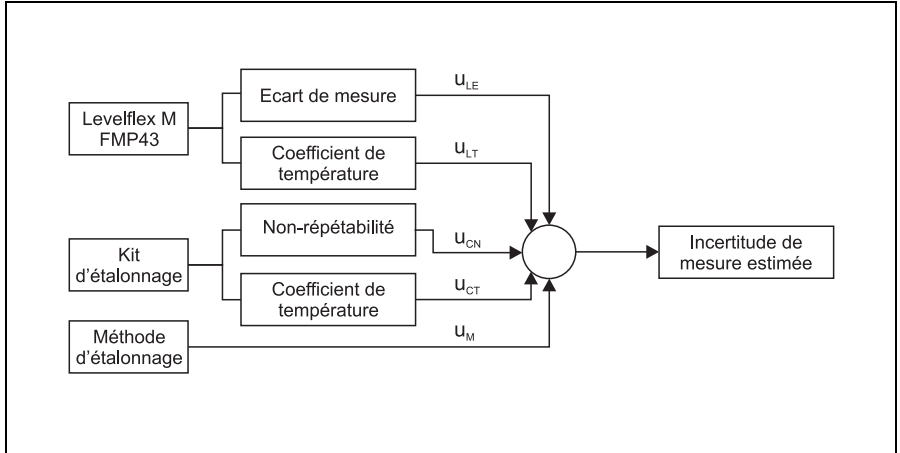 Levelflex M
FMP43
Ecart de mesure
u_LE
Coefficient de
température
u_LT
Kit
d'étalonnage
Non-répétabilité
u_CN
Coefficient de
température
u_CT
Méthode
d'étalonnage
u_M
Incertitude de
mesure estimée